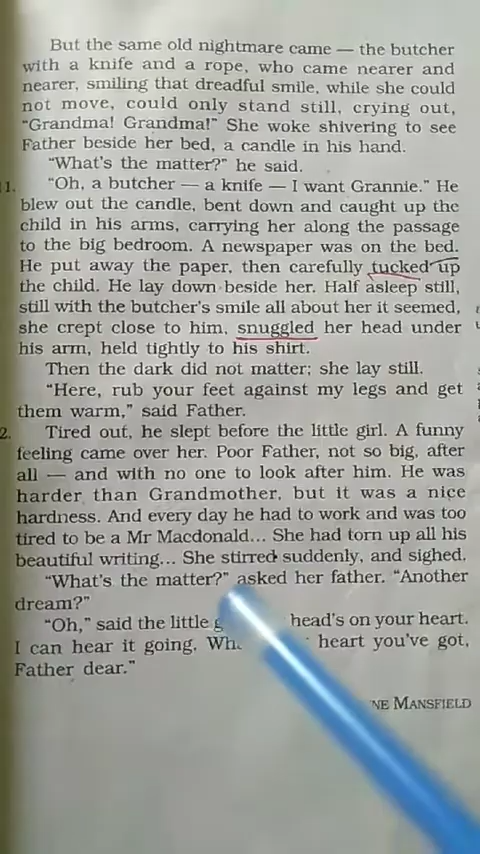 But the same old nightmare came — the butcher
with a knife and a rope, who came nearer and
nearer, smiling that dreadful smile, while she could
not move, could only stand still, crying out,
"Grandma! Grandma!" She woke shivering to see
Father beside her bed, a candle in his hand.
"What's the matter?" he said.
1. "Oh, a butcher — a knife — I want Grannie." He
blew out the candle, bent down and caught up the
child in his arms, carrying her along the passage
to the big bedroom. A newspaper was on the bed.
He put away the paper, then carefully tucked up
the child. He lay down beside her. Half asleep still,
still with the butcher's smile all about her it seemed,
she crept close to him, snuggled her head under
his arm, held tightly to his shirt.
Then the dark did not matter; she lay still.
"Here, rub your feet against my legs and get
them warm," said Father.
2. Tired out, he slept before the little girl. A funny
feeling came over her. Poor Father, not so big, after
all — and with no one to look after him. He was
harder than Grandmother, but it was a nice
hardness. And every day he had to work and was too
tired to be a Mr Macdonald... She had torn up all his
beautiful writing... She stirred suddenly, and sighed.
"What's the matter?" asked her father. "Another
dream?"
"Oh," said the little head's on your heart.
I can hear it going. heart you've got,
Father dear."
MANSFIELD